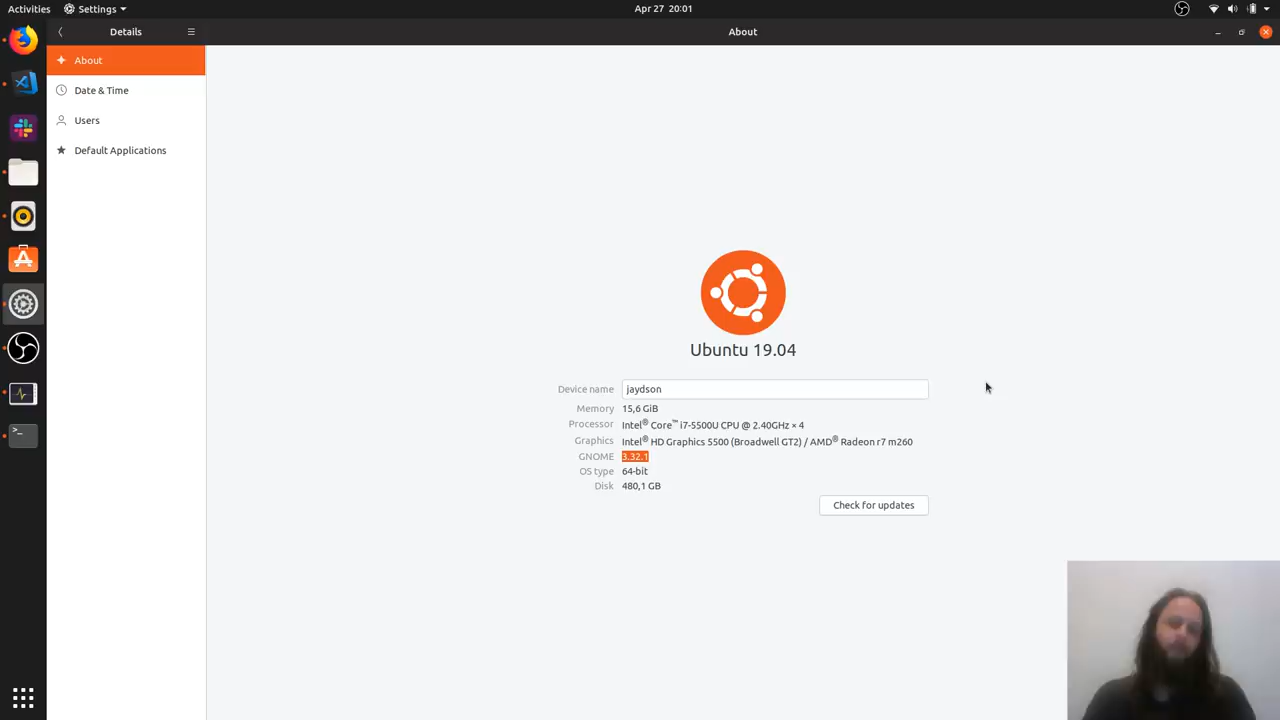 Activities Settings Apr 27 20:01
Details About
About
Date & Time
Users
Default Applications
Ubuntu 19.04
Device name jaydson
Memory 15,6 GiB
Processor Intel® Core™ i7-5500U CPU @ 2.40GHz × 4
Graphics Intel® HD Graphics 5500 (Broadwell GT2) / AMD® Radeon r7 m260
GNOME 3.32.1
OS type 64-bit
Disk 480,1 GB
Check for updates